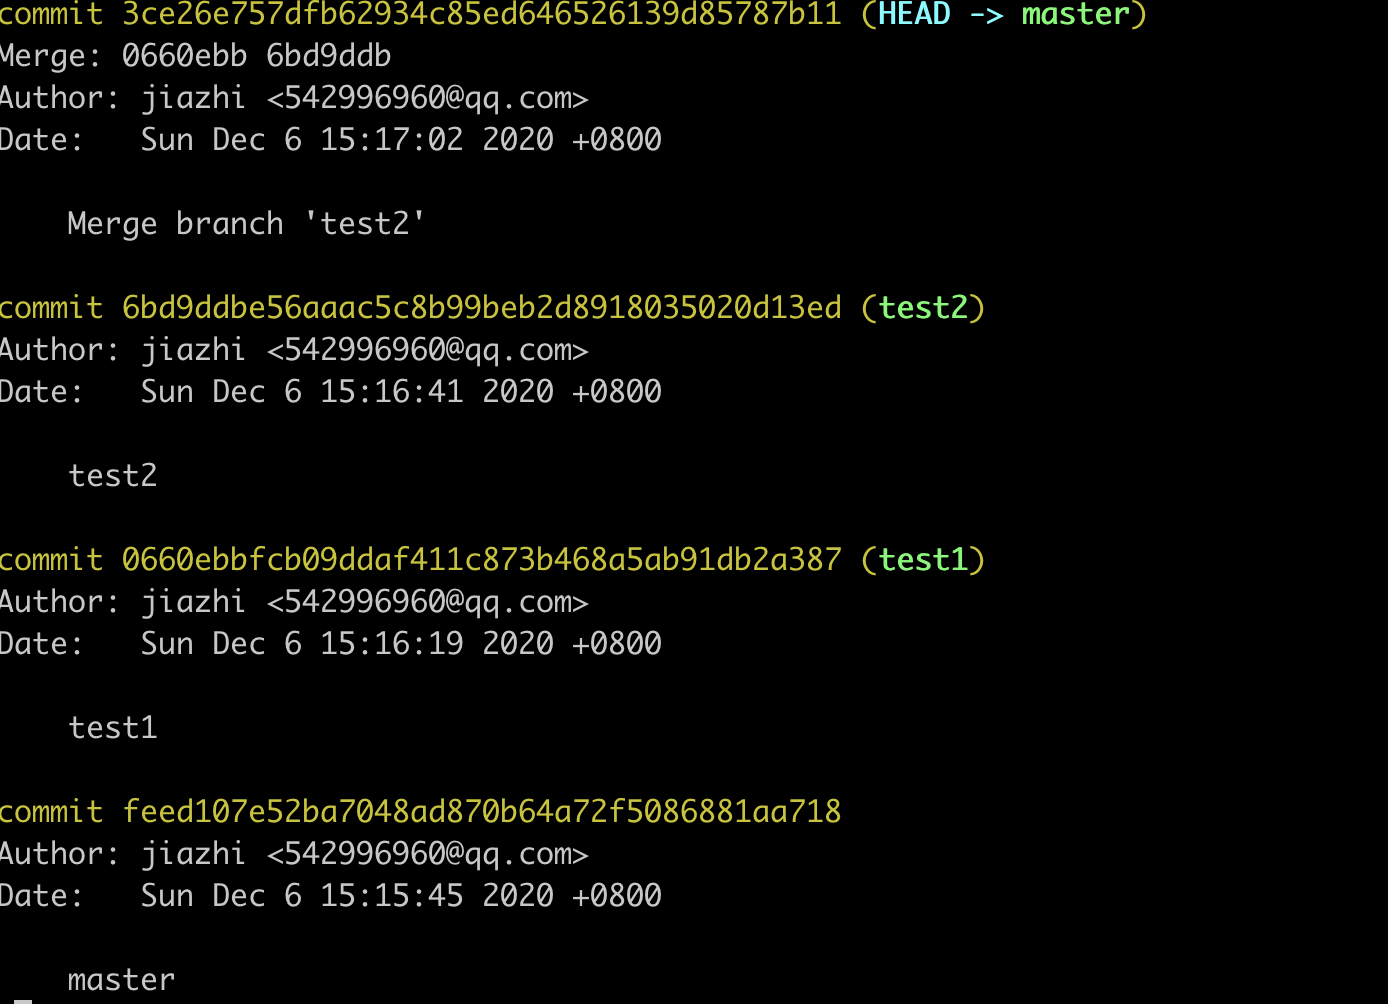 commit 3ce26e757dfb62934c85ed646526139d85787b11 (HEAD -> master)
Merge: 0660ebb 6bd9ddb
Author: jiazhi <542996960@qq.com>
Date:   Sun Dec 6 15:17:02 2020 +0800
    Merge branch 'test2'
commit 6bd9ddbe56aaac5c8b99beb2d8918035020d13ed (test2)
Author: jiazhi <542996960@qq.com>
Date:   Sun Dec 6 15:16:41 2020 +0800
    test2
commit 0660ebbfcb09ddaf411c873b468a5ab91db2a387 (test1)
Author: jiazhi <542996960@qq.com>
Date:   Sun Dec 6 15:16:19 2020 +0800
    test1
commit feed107e52ba7048ad870b64a72f5086881aa718
Author: jiazhi <542996960@qq.com>
Date:   Sun Dec 6 15:15:45 2020 +0800
    master